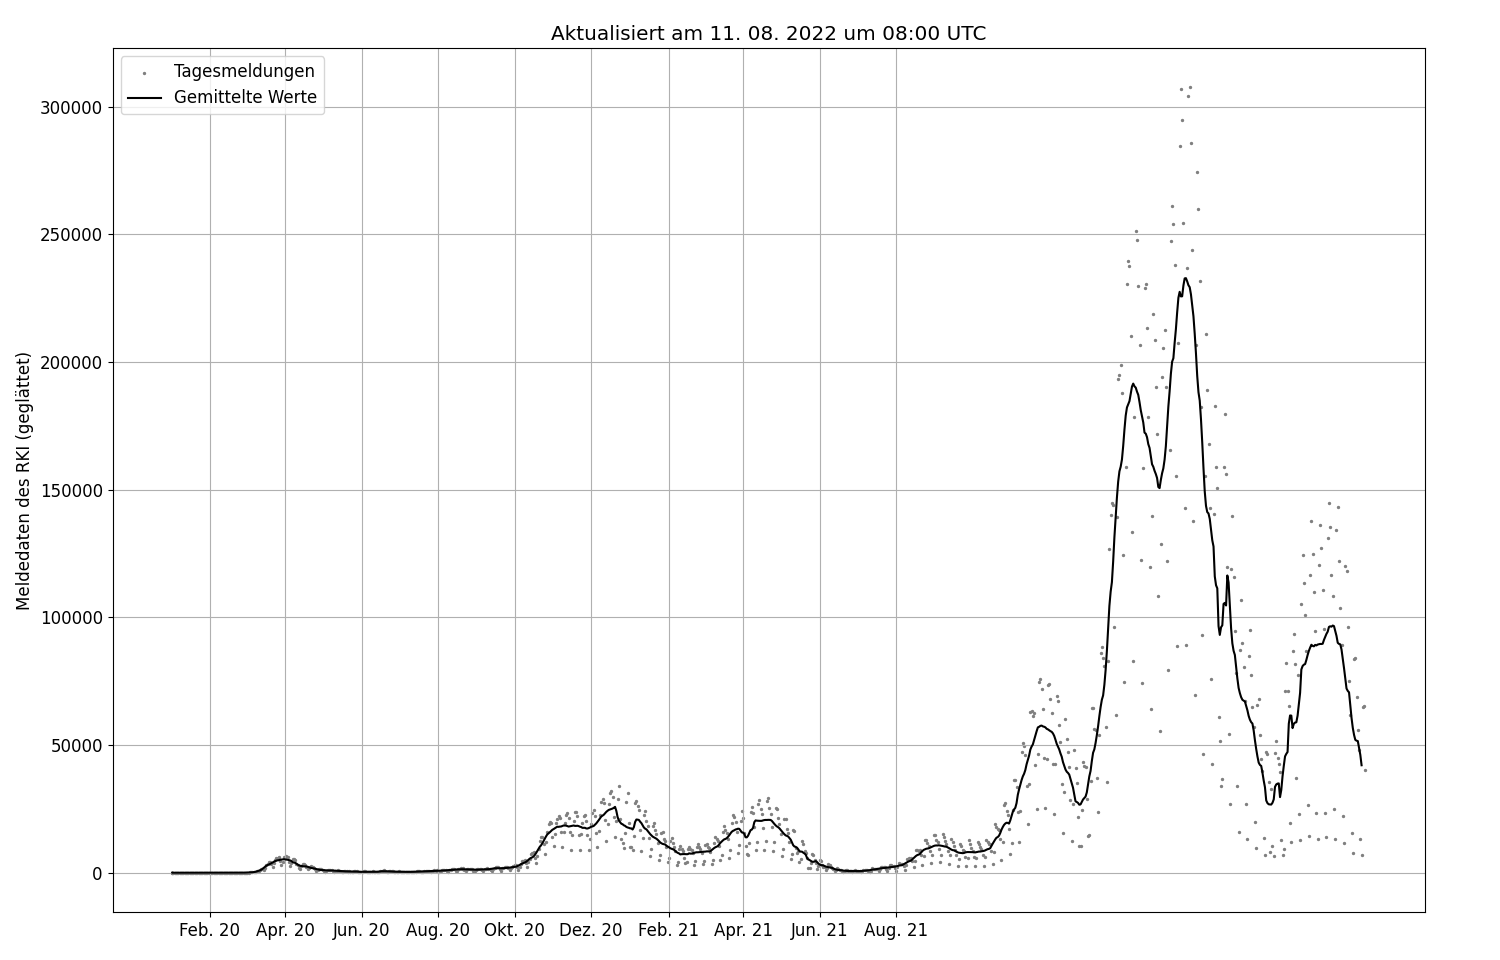 Aktualisiert am 11. 08. 2022 um 08:00 UTC
Tagesmeldungen
Gemittelte Werte
Meldedaten des RKI (geglättet)
300000
250000
200000
150000
100000
50000
0
Feb. 20 Apr. 20 Jun. 20 Aug. 20 Okt. 20 Dez. 20 Feb. 21 Apr. 21 Jun. 21 Aug. 21